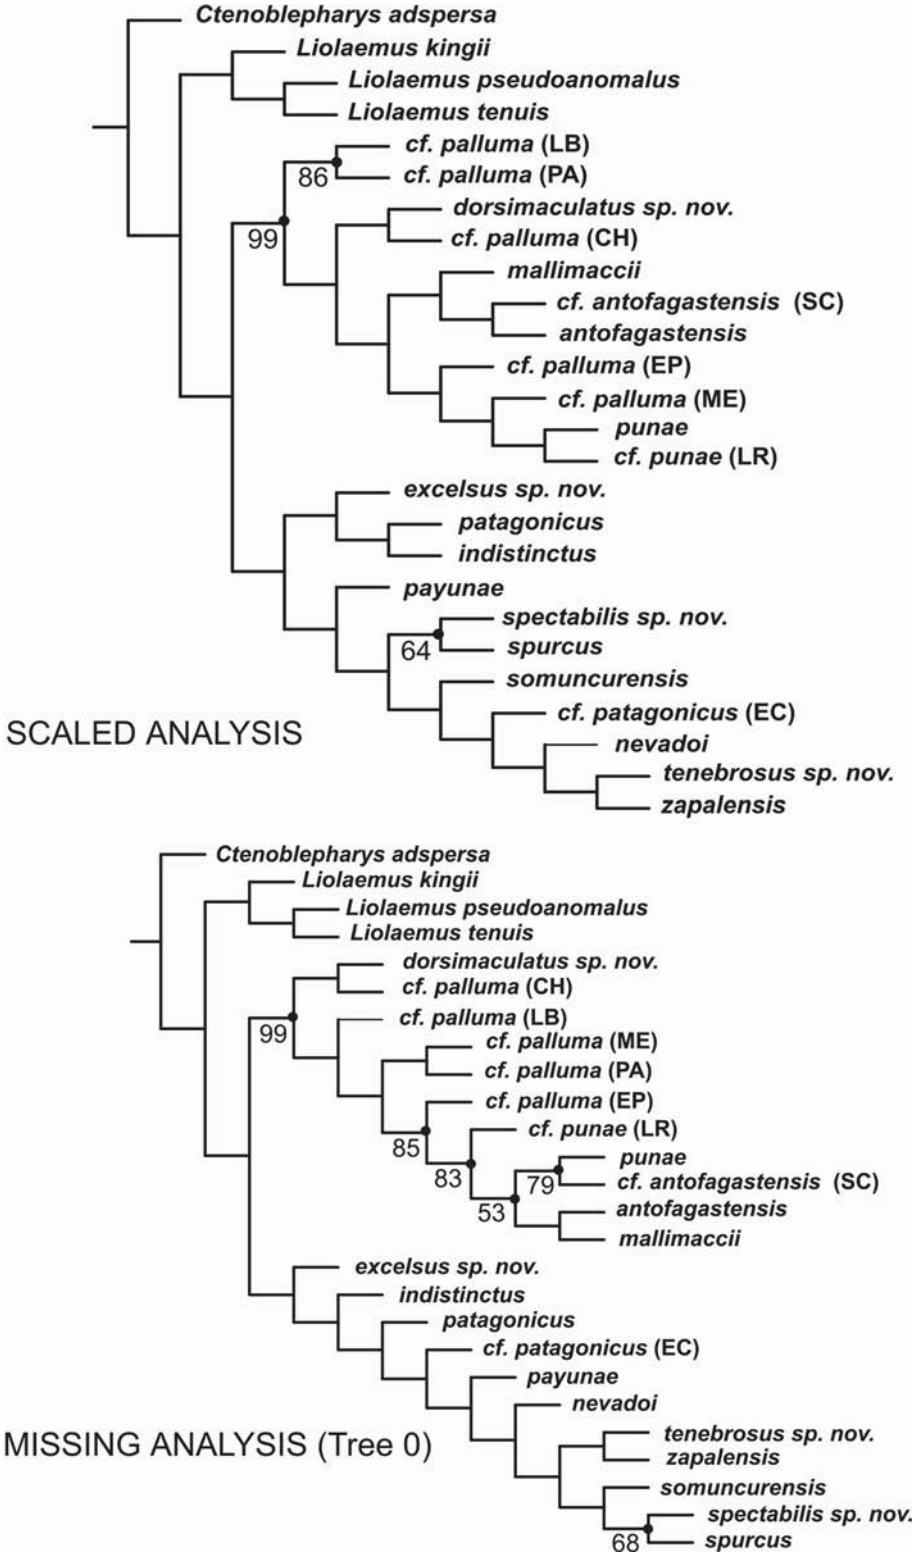 Ctenoblepharys adspersa
Liolaemus kingii
Liolaemus pseudoanomalus
Liolaemus tenuis
cf. palluma (LB)
86
cf. palluma (PA)
dorsimaculatus sp. nov.
99
cf. palluma (CH)
mallimaccii
cf. antofagastensis (SC)
antofagastensis
cf. palluma (EP)
cf. palluma (ME)
punae
cf. punae (LR)
excelsus sp. nov.
patagonicus
indistinctus
payunae
spectabilis sp. nov.
64
spurcus
somuncurensis
cf. patagonicus (EC)
SCALED ANALYSIS
nevadoi
tenebrosus sp. nov.
zapalensis
Ctenoblepharys adspersa
Liolaemus kingii
Liolaemus pseudoanomalus
Liolaemus tenuis
dorsimaculatus sp. nov.
cf. palluma (CH)
cf. palluma (LB)
99
cf. palluma (ME)
cf. palluma (PA)
cf. palluma (EP)
cf. punae (LR)
85
punae
83
79
cf. antofagastensis (SC)
53
antofagastensis
mallimaccii
excelsus sp. nov.
indistinctus
patagonicus
cf. patagonicus (EC)
payunae
nevadoi
tenebrosus sp. nov.
MISSING ANALYSIS (Tree 0)
zapalensis
somuncurensis
spectabilis sp. nov.
68
spurcus